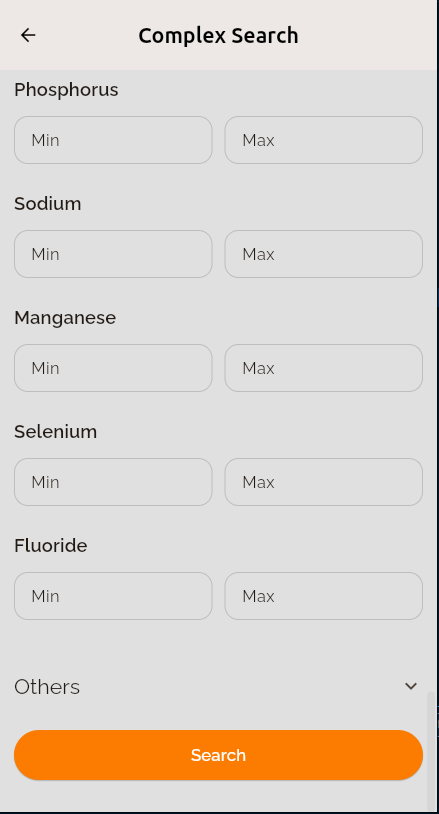 Complex Search
Phosphorus
Min Max
Sodium
Min Max
Manganese
Min Max
Selenium
Min Max
Fluoride
Min Max
Others
Search